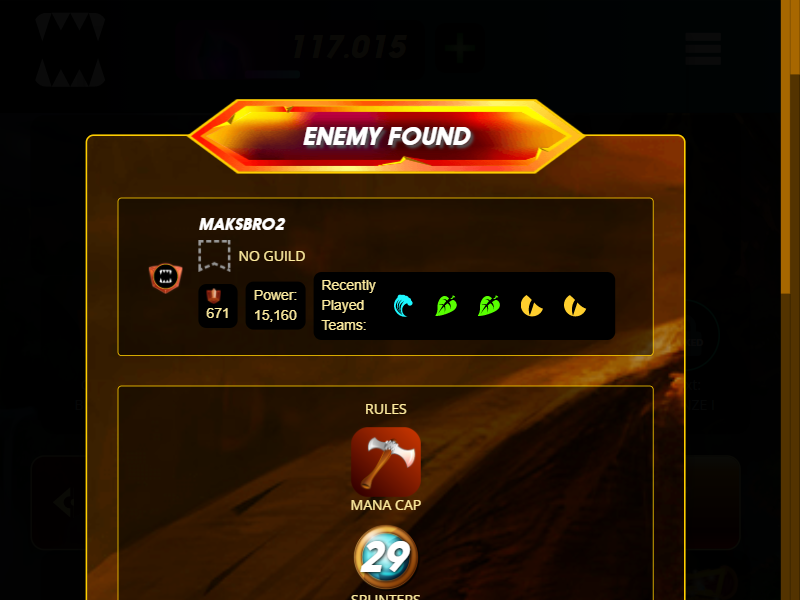 117.015
ENEMY FOUND
MAKSBRO2
NO GUILD
671
Power:
15,160
Recently
Played
Teams:
RULES
MANA CAP
29
SPLINTERS